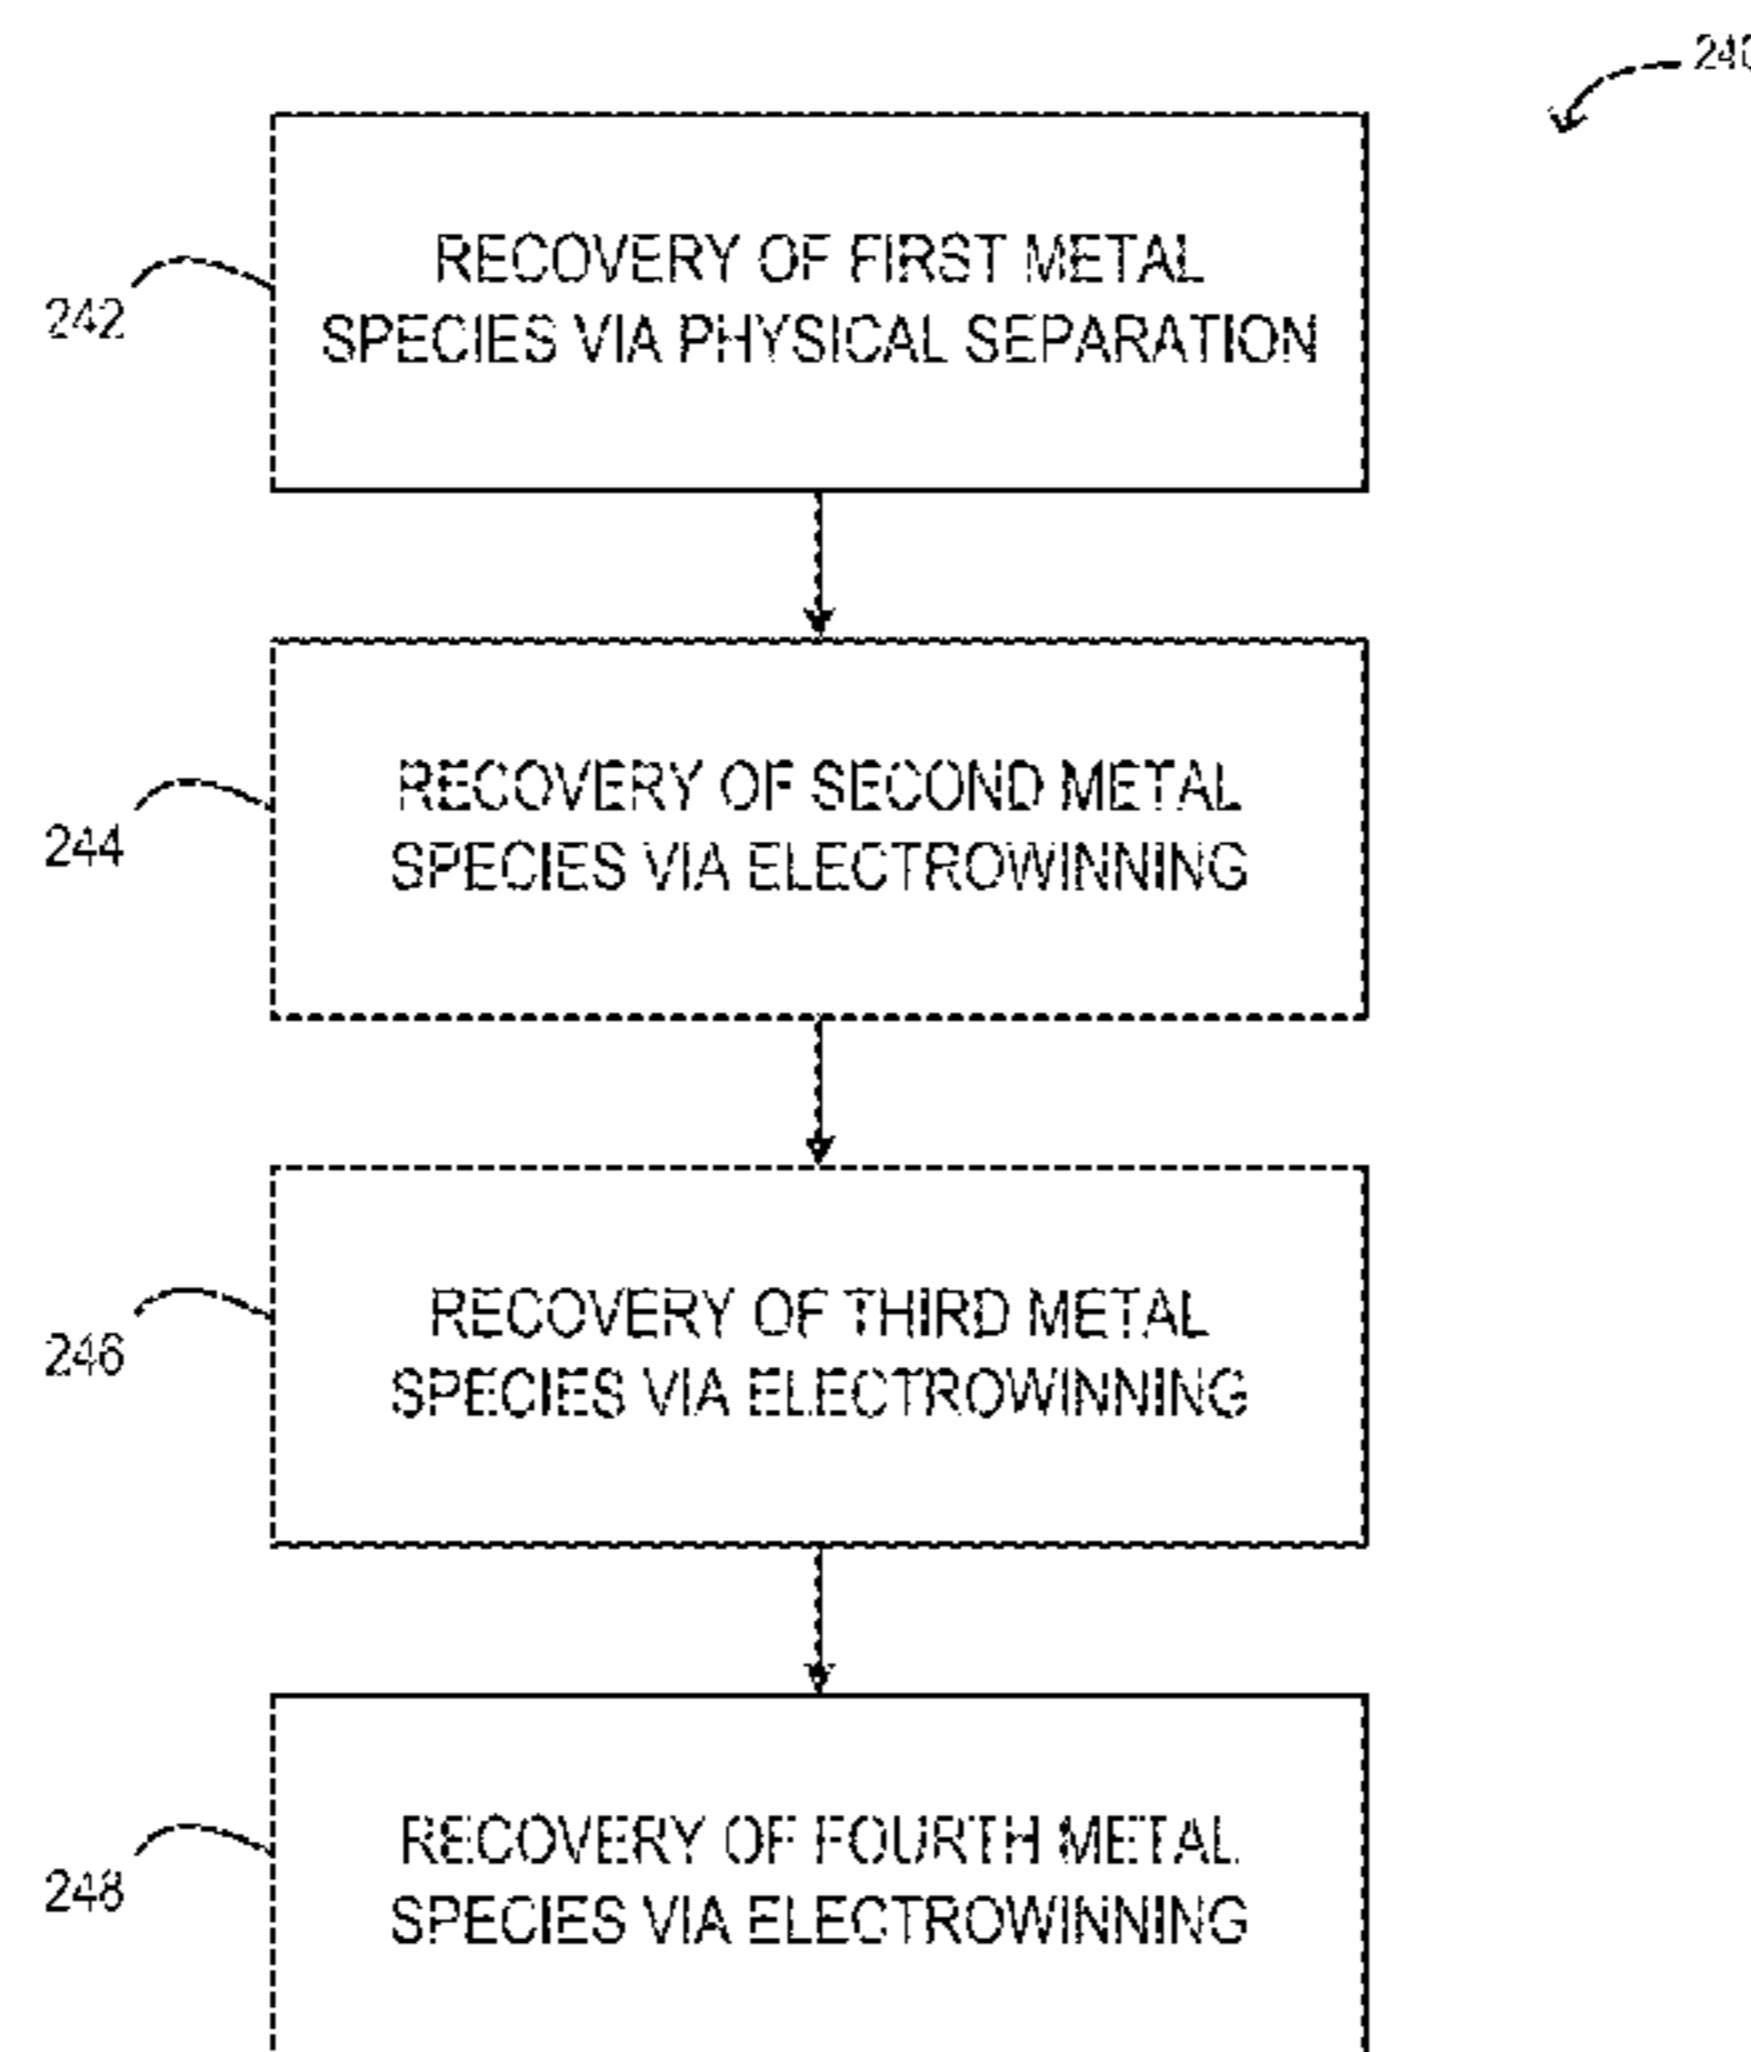 240
RECOVERY OF FIRST METAL
SPECIES VIA PHYSICAL SEPARATION
242
RECOVERY OF SECOND METAL
SPECIES VIA ELECTROWINNING
244
RECOVERY OF THIRD METAL
SPECIES VIA ELECTROWINNING
246
RECOVERY OF FOURTH METAL
SPECIES VIA ELECTROWINNING
248